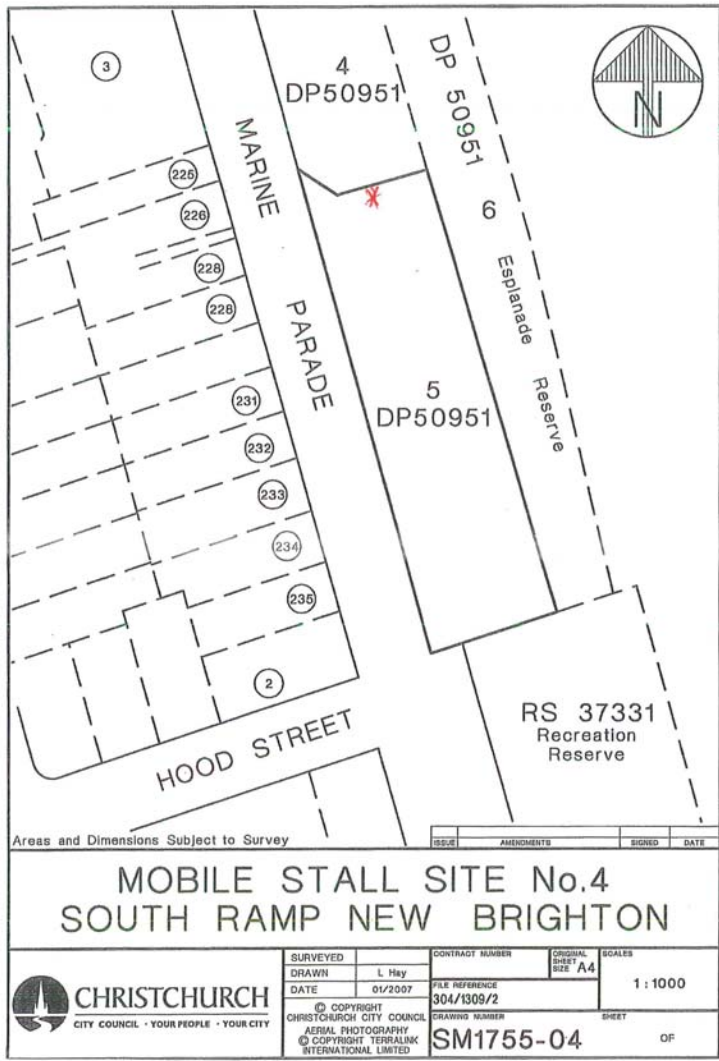 3
4
DP50951
DP 50951
6
Esplanade
Reserve
N
MARINE
PARADE
225
226
228
228
231
232
233
234
235
2
5
DP50951
HOOD STREET
RS 37331
Recreation
Reserve
Areas and Dimensions Subject to Survey
ISSUE AMENDMENTS SIGNED DATE
MOBILE STALL SITE No.4
SOUTH RAMP NEW BRIGHTON
CHRISTCHURCH
CITY COUNCIL · YOUR PEOPLE · YOUR CITY
SURVEYED
DRAWN L Hay
DATE 01/2007
© COPYRIGHT
CHRISTCHURCH CITY COUNCIL
AERIAL PHOTOGRAPHY
© COPYRIGHT TERRALINK
INTERNATIONAL LIMITED
CONTRACT NUMBER
ORIGINAL
SHEET
SIZE A4
SCALES
1 : 1000
FILE REFERENCE
304/1309/2
DRAWING NUMBER
SM1755-04
SHEET
OF